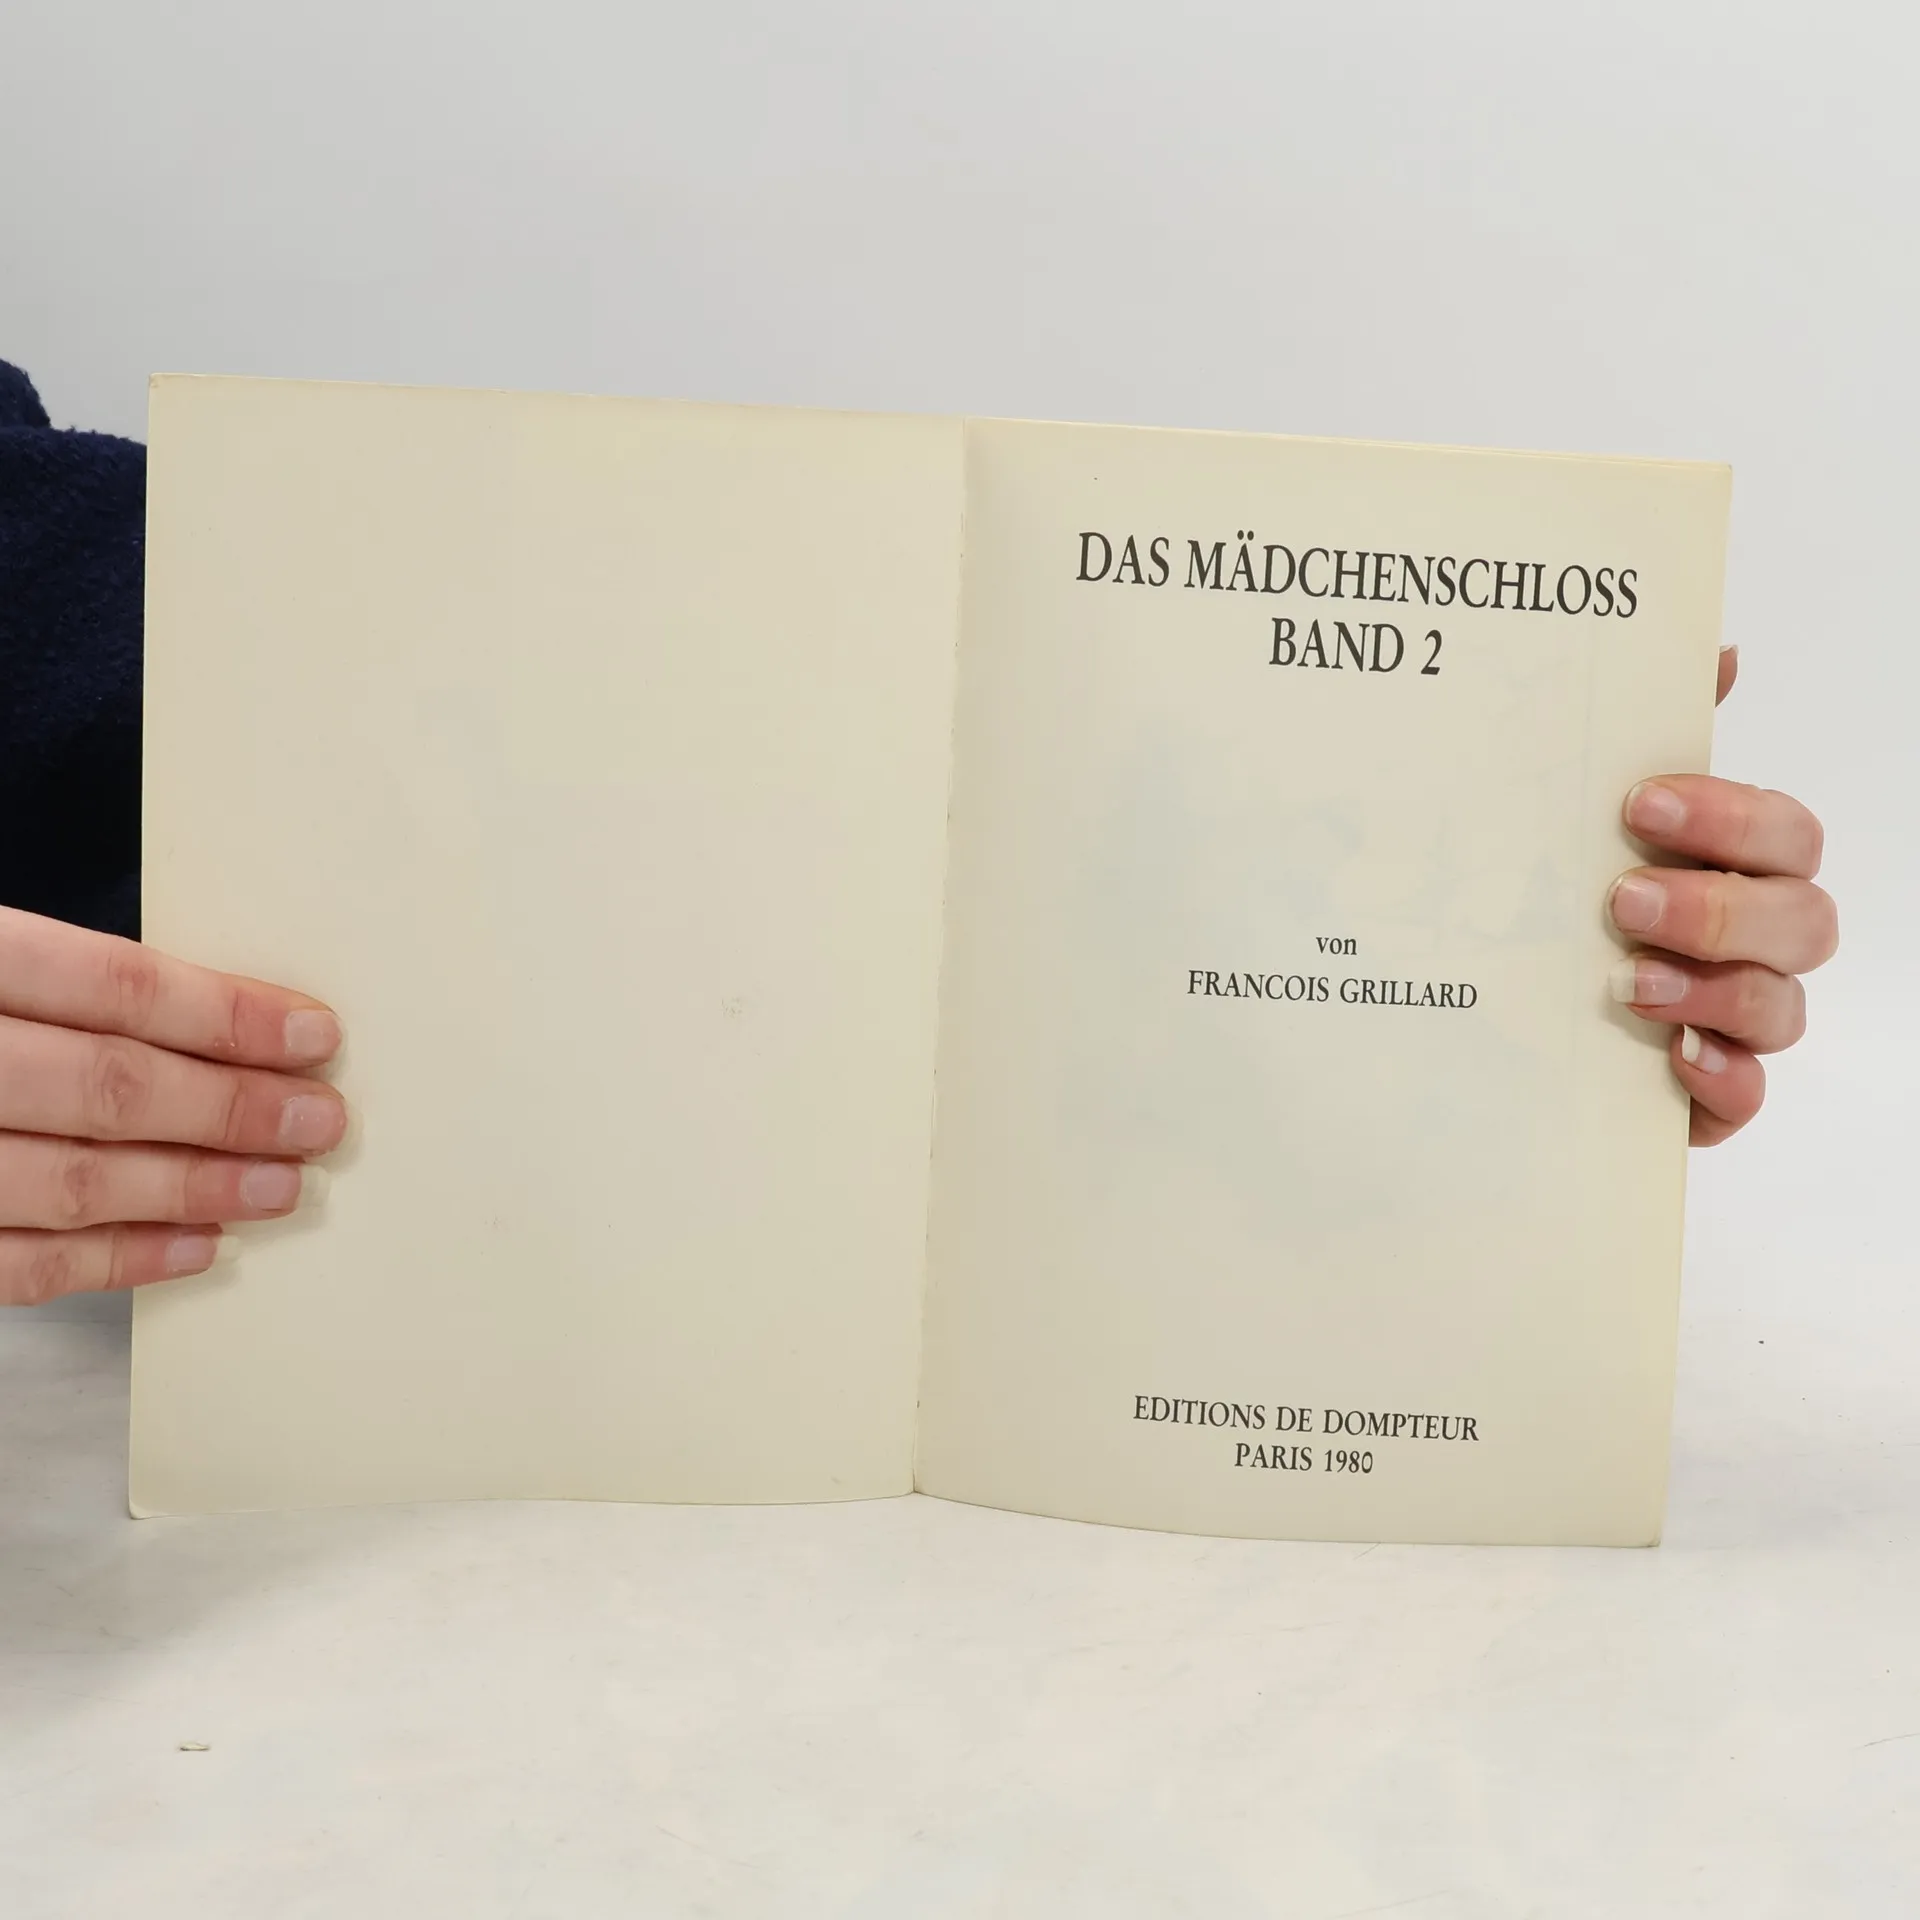 DAS MÄDCHENSCHLOSS
BAND 2
von
FRANCOIS GRILLARD
EDITIONS DE DOMPTEUR
PARIS 1980